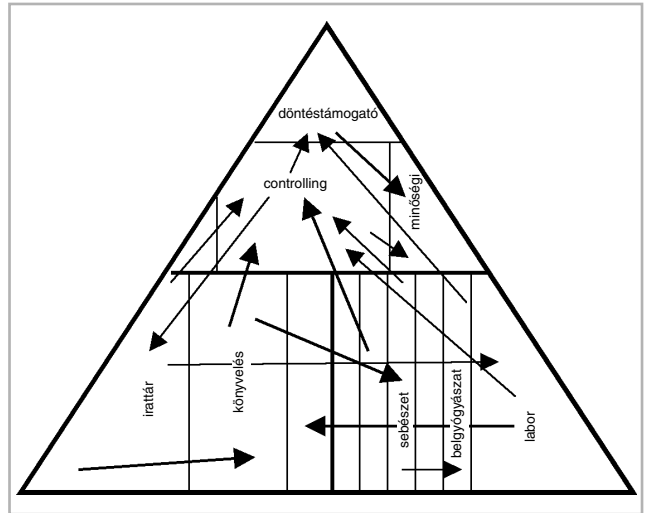 döntéstámogató
controlling
minőségi
irattár
könyvelés
sebészet
belgyógyászat
labor